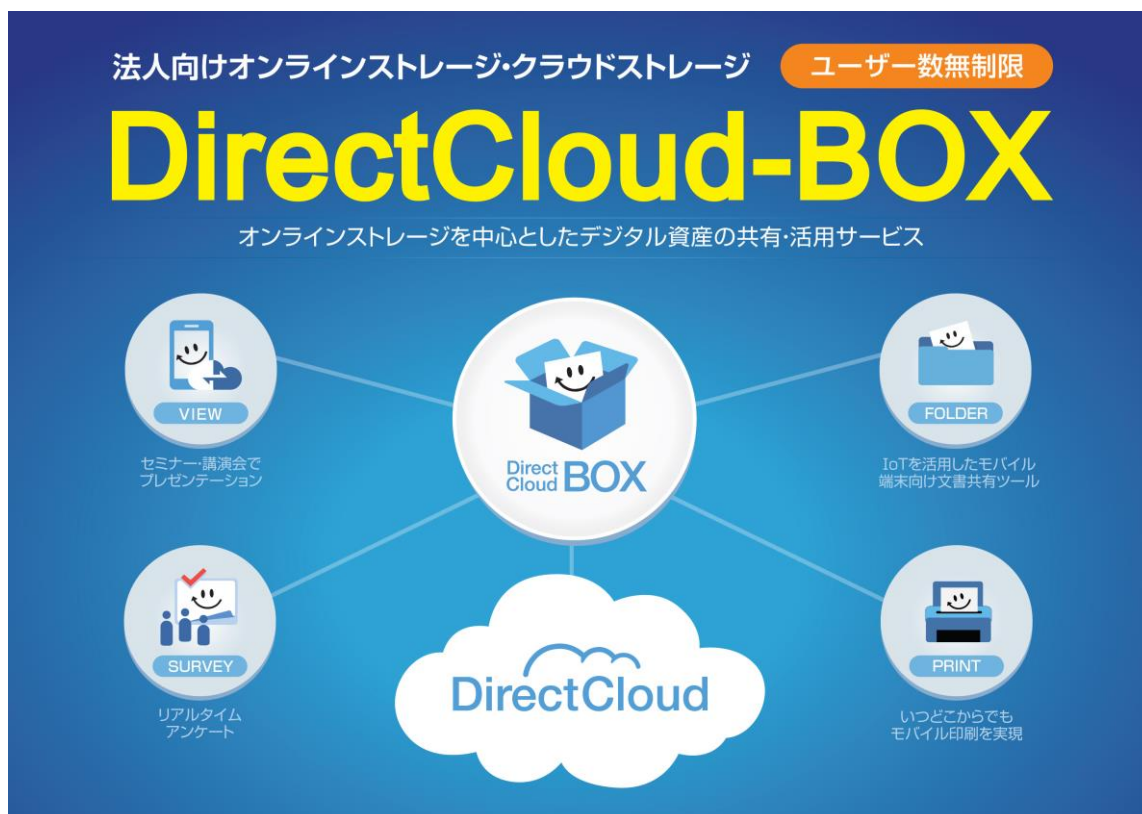 法人向けオンラインストレージ・クラウドストレージ
ユーザー数無制限
DirectCloud-BOX
オンラインストレージを中心としたデジタル資産の共有・活用サービス
VIEW
セミナー・講演会で
プレゼンテーション
Direct
Cloud BOX
FOLDER
IoTを活用したモバイル
端末向け文書共有ツール
SURVEY
リアルタイム
アンケート
DirectCloud
PRINT
いつどこからでも
モバイル印刷を実現